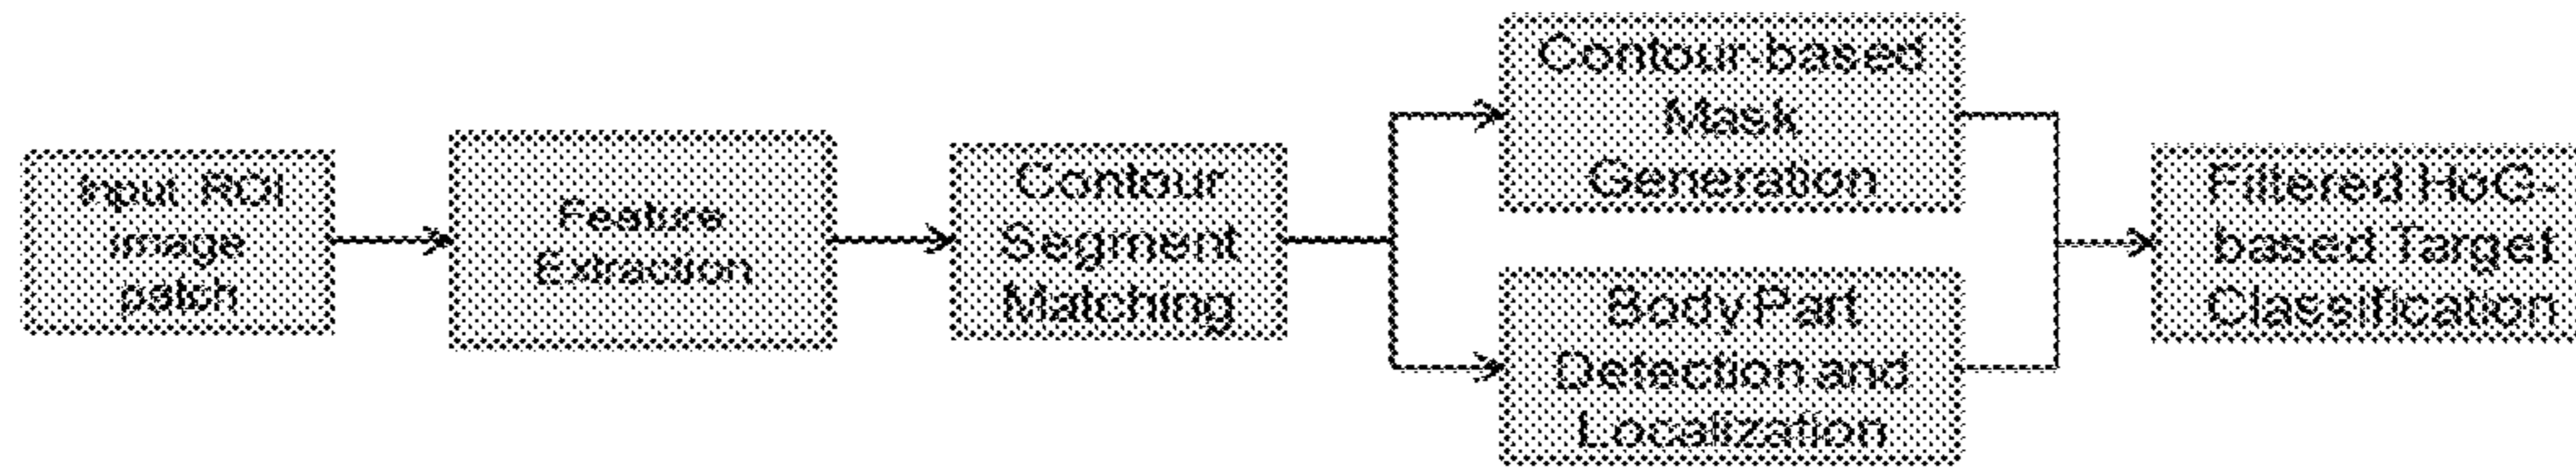 Input ROI
image
patch
Feature
Extraction
Contour
Segment
Matching
Contour-based
Mask
Generation
Body Part
Detection and
Localization
Filtered HoG-
based Target
Classification